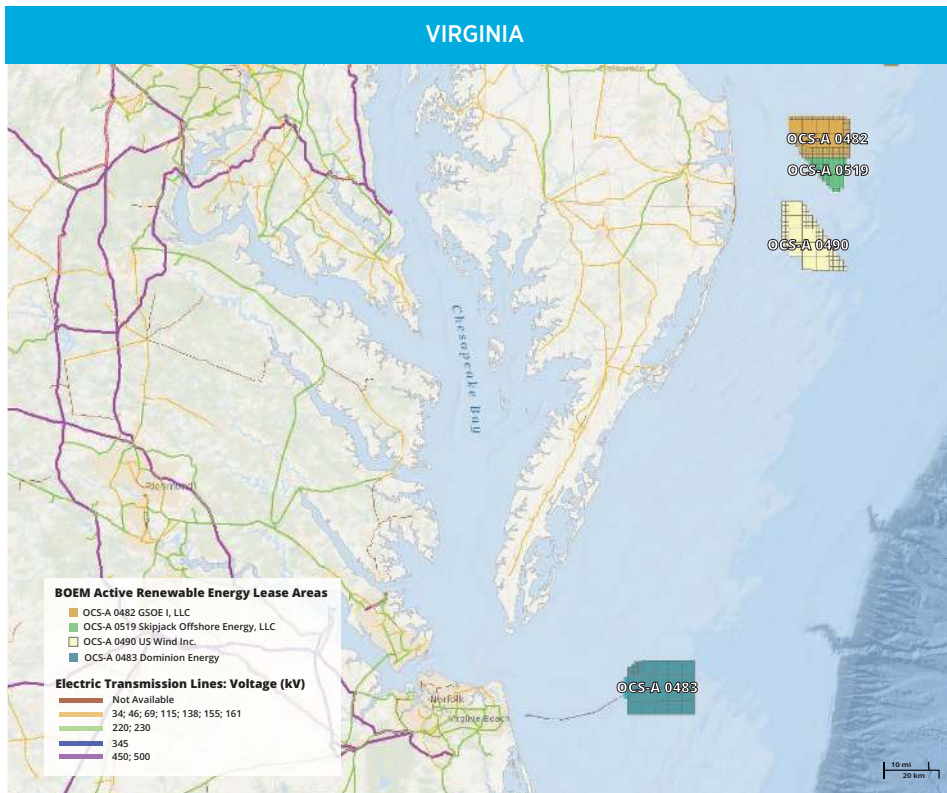 VIRGINIA
Delaware
OCS-A 0482
OCS-A 0519
OCS-A 0490
Chesapeake Bay
Richmond
BOEM Active Renewable Energy Lease Areas
OCS-A 0482 GSOE I, LLC
OCS-A 0519 Skipjack Offshore Energy, LLC
OCS-A 0490 US Wind Inc.
OCS-A 0483 Dominion Energy
Electric Transmission Lines: Voltage (kV)
Not Available
34; 46; 69; 115; 138; 155; 161
220; 230
345
450; 500
OCS-A 0483
Norfolk
Virginia Beach
10 mi
20 km